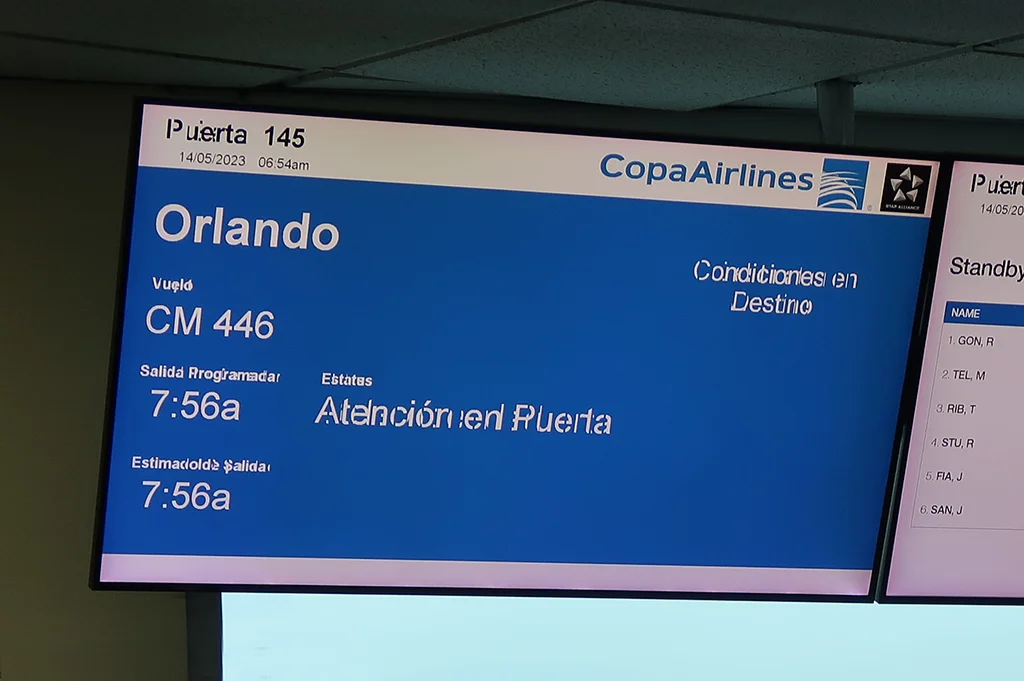 Puerta 145
14/05/2023 06:54am
CopaAirlines
STAR ALLIANCE
Orlando
Condiciones en
Destino
Vuelo
CM 446
Salida Programada
7:56a
Estatus
Atención en Puerta
Estimado de Salida
7:56a
Standby
NAME
1. GON, R
2. TEL, M
3. RIB, T
4. STU, R
5. FIA, J
6. SAN, J